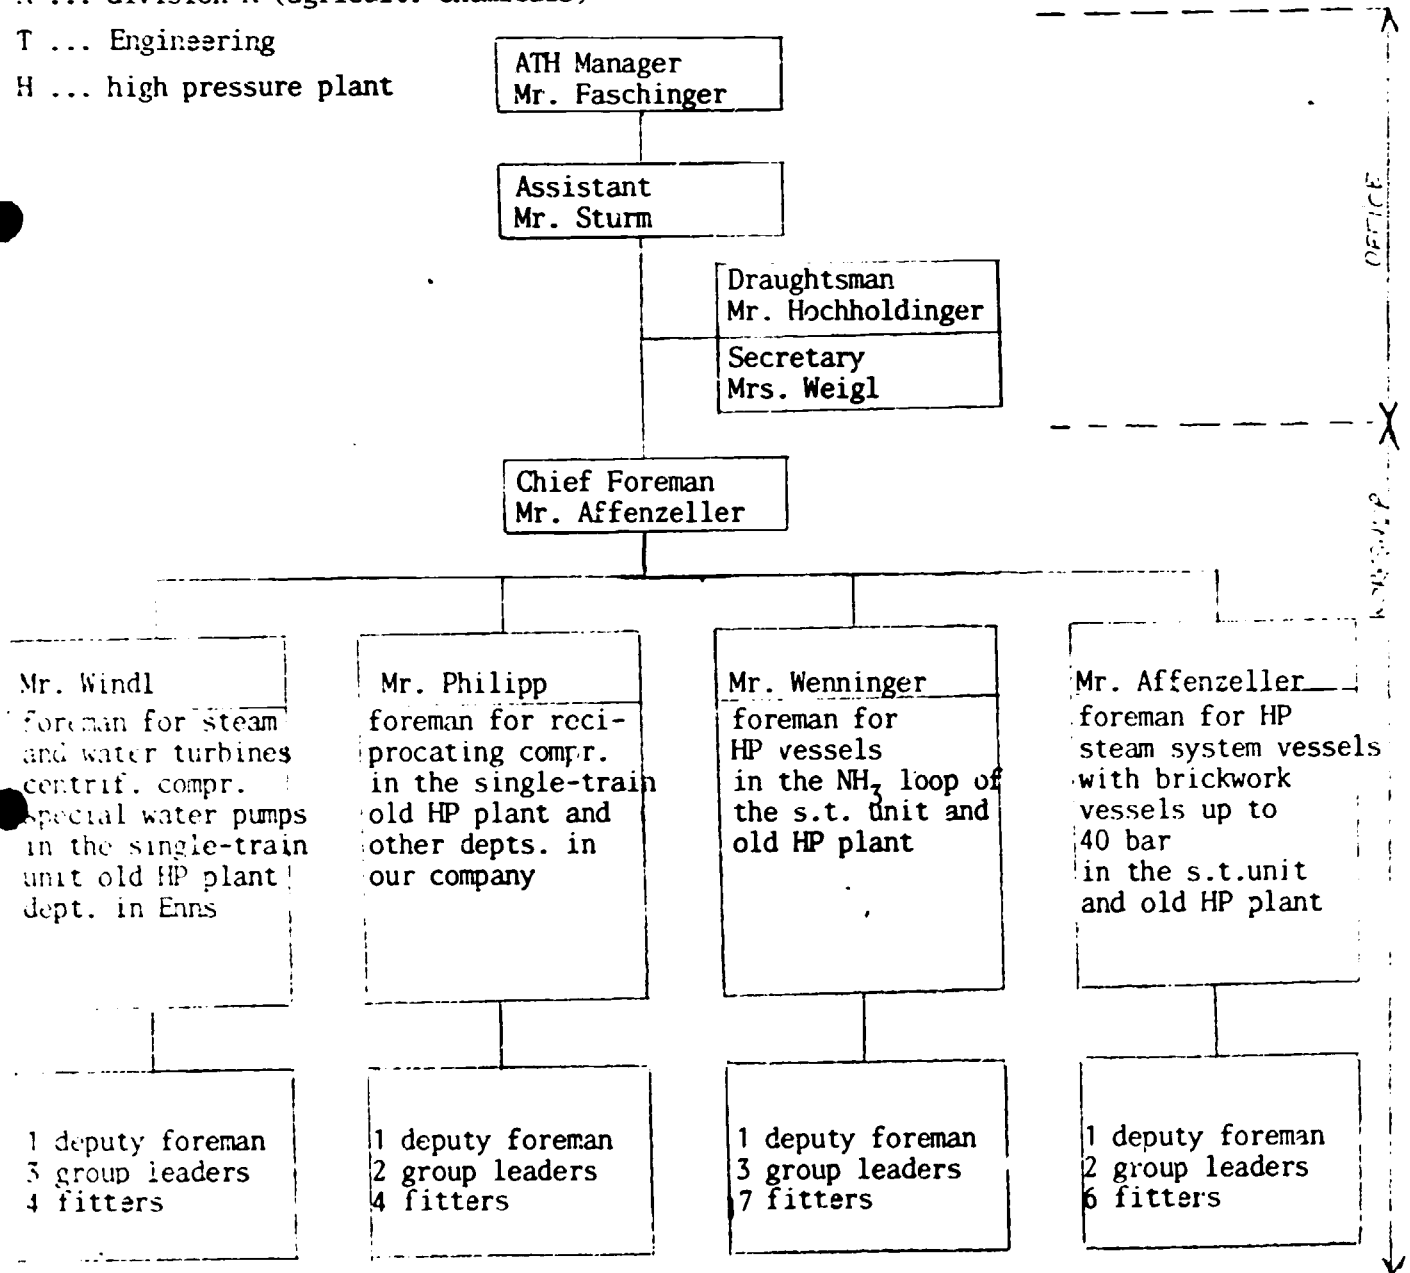 division A (agricult. chemicals)
T ... Engineering
H ... high pressure plant
ATH Manager
Mr. Faschinger
Assistant
Mr. Sturm
OFFICE
Draughtsman
Mr. Hochholdinger
Secretary
Mrs. Weigl
Chief Foreman
Mr. Affenzeller
WORKSHOP
Mr. Windl
foreman for steam
and water turbines
centrif. compr.
special water pumps
in the single-train
unit old HP plant
dept. in Enns
Mr. Philipp
foreman for reci-
procating compr.
in the single-train
old HP plant and
other depts. in
our company
Mr. Wenninger
foreman for
HP vessels
in the NH3 loop of
the s.t. unit and
old HP plant
Mr. Affenzeller
foreman for HP
steam system vessels
with brickwork
vessels up to
40 bar
in the s.t.unit
and old HP plant
1 deputy foreman
3 group leaders
4 fitters
1 deputy foreman
2 group leaders
4 fitters
1 deputy foreman
3 group leaders
7 fitters
1 deputy foreman
2 group leaders
6 fitters